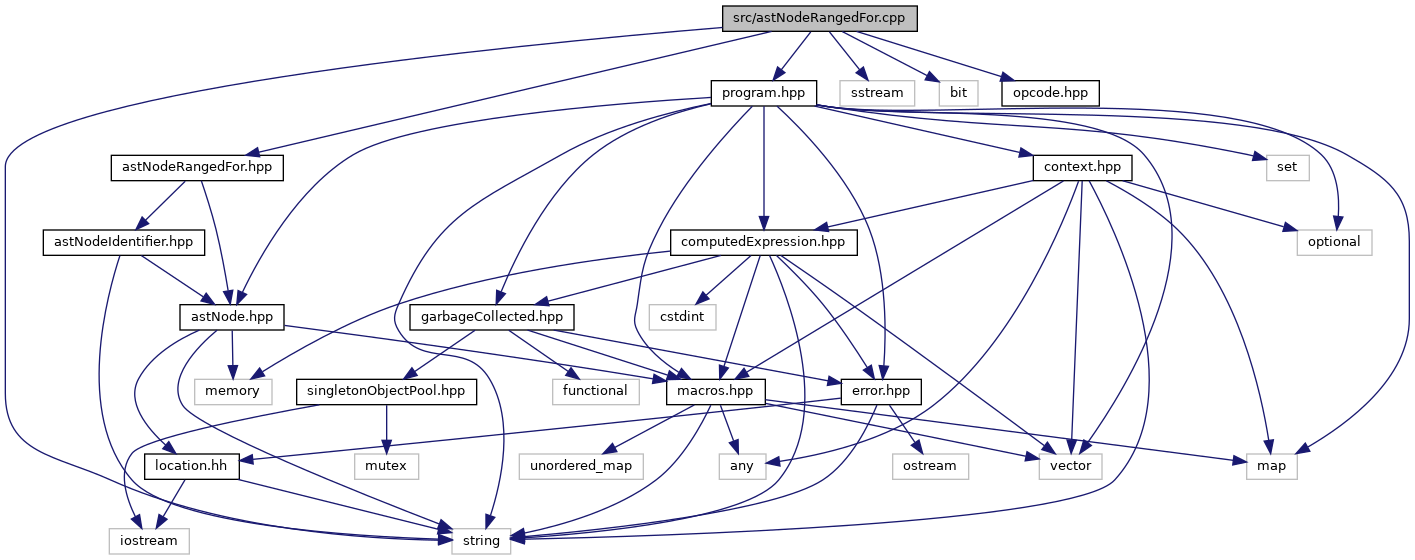 src/astNodeRangedFor.cpp
program.hpp
sstream
bit
opcode.hpp
astNodeRangedFor.hpp
context.hpp
set
astNodeIdentifier.hpp
computedExpression.hpp
optional
astNode.hpp
garbageCollected.hpp
cstdint
memory
singletonObjectPool.hpp
functional
macros.hpp
error.hpp
location.hh
mutex
unordered_map
any
ostream
vector
map
iostream
string